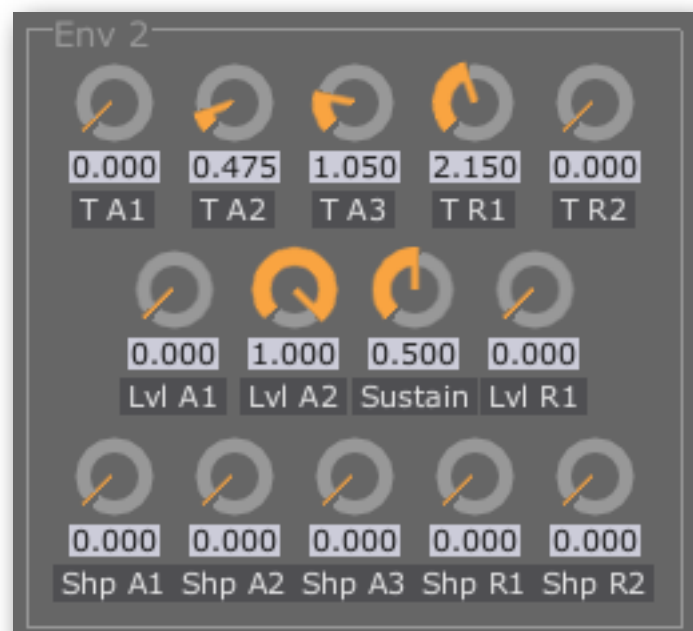 Env 2
0.000 0.475 1.050 2.150 0.000
T A1 T A2 T A3 T R1 T R2
0.000 1.000 0.500 0.000
Lvl A1 Lvl A2 Sustain Lvl R1
0.000 0.000 0.000 0.000 0.000
Shp A1 Shp A2 Shp A3 Shp R1 Shp R2